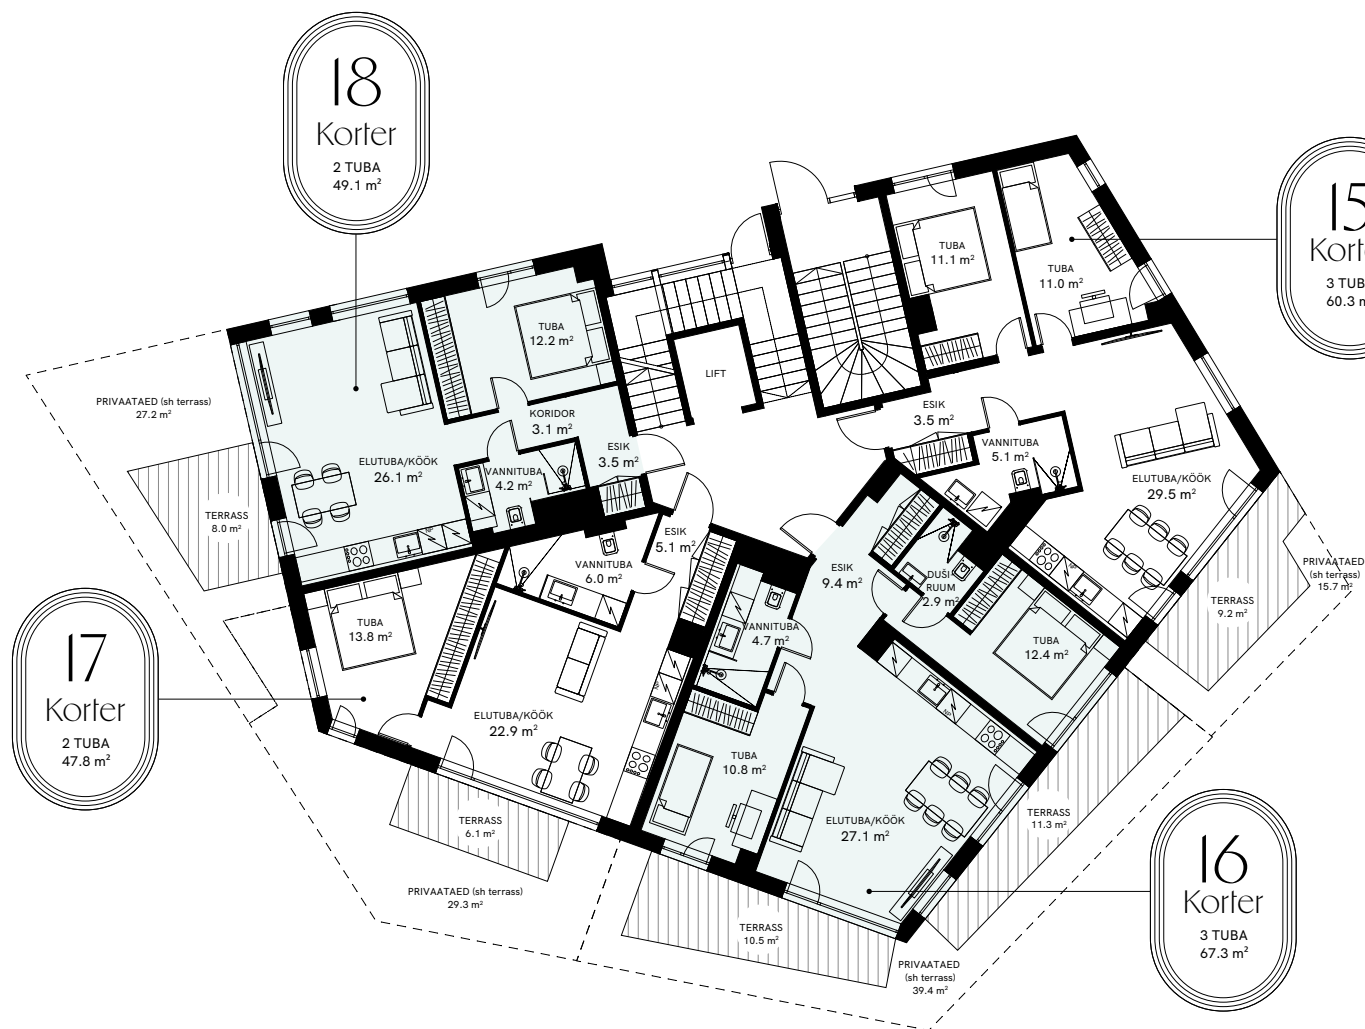 18
Korter
2 TUBA
49.1 m²
15
Korte
3 TUB
60.3 m
TUBA
11.1 m²
TUBA
11.0 m²
TUBA
12.2 m²
LIFT
PRIVAATAED (sh terrass)
27.2 m²
KORIDOR
3.1 m²
ESIK
3.5 m²
ESIK
3.5 m²
VANNITUBA
5.1 m²
ELUTUBA/KÖÖK
26.1 m²
VANNITUBA
4.2 m²
ELUTUBA/KÖÖK
29.5 m²
TERRASS
8.0 m²
NP
ESIK
5.1 m²
VANNITUBA
6.0 m²
ESIK
9.4 m²
DUŠI
RUUM
2.9 m²
NP
PRIVAATAED
(sh terrass)
15.7 m²
TERRASS
9.2 m²
TUBA
13.8 m²
VANNITUBA
4.7 m²
TUBA
12.4 m²
17
Korter
2 TUBA
47.8 m²
NP
NP
ELUTUBA/KÖÖK
22.9 m²
TUBA
10.8 m²
TERRASS
6.1 m²
ELUTUBA/KÖÖK
27.1 m²
TERRASS
11.3 m²
16
Korter
3 TUBA
67.3 m²
PRIVAATAED (sh terrass)
29.3 m²
TERRASS
10.5 m²
PRIVAATAED
(sh terrass)
39.4 m²